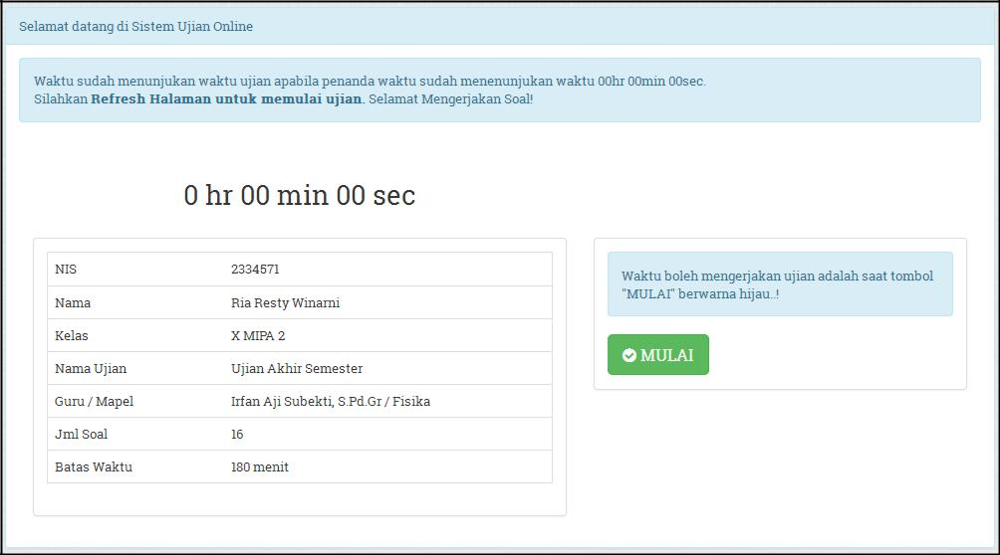 Selamat datang di Sistem Ujian Online
Waktu sudah menunjukan waktu ujian apabila penanda waktu sudah menenunjukan waktu 00hr 00min 00sec.
Silahkan Refresh Halaman untuk memulai ujian. Selamat Mengerjakan Soal!
0 hr 00 min 00 sec
NIS 2334571
Nama Ria Resty Winarni
Kelas X MIPA 2
Nama Ujian Ujian Akhir Semester
Guru / Mapel Irfan Aji Subekti, S.Pd.Gr / Fisika
Jml Soal 16
Batas Waktu 180 menit
Waktu boleh mengerjakan ujian adalah saat tombol
"MULAI" berwarna hijau..!
MULAI